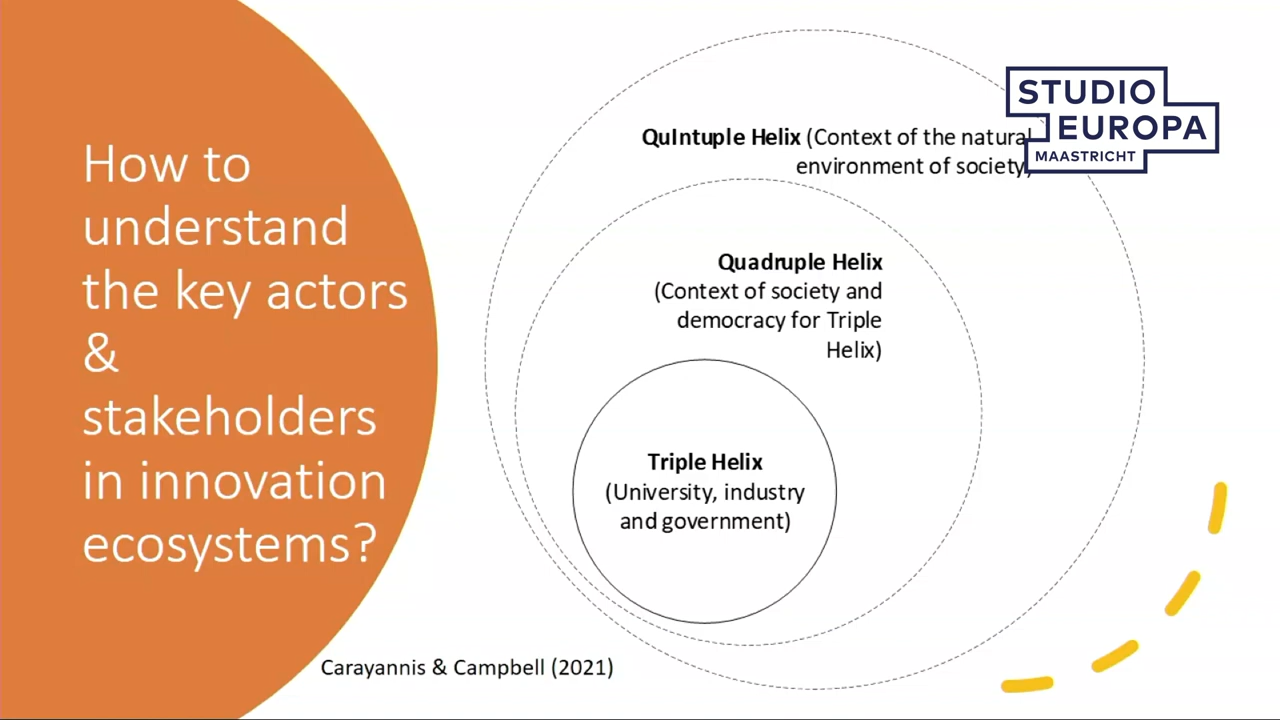 How to
understand
the key actors
&
stakeholders
in innovation
ecosystems?
QuIntuple Helix (Context of the natural
environment of society)
Quadruple Helix
(Context of society and
democracy for Triple
Helix)
Triple Helix
(University, industry
and government)
Carayannis & Campbell (2021)
STUDIO
EUROPA
MAASTRICHT